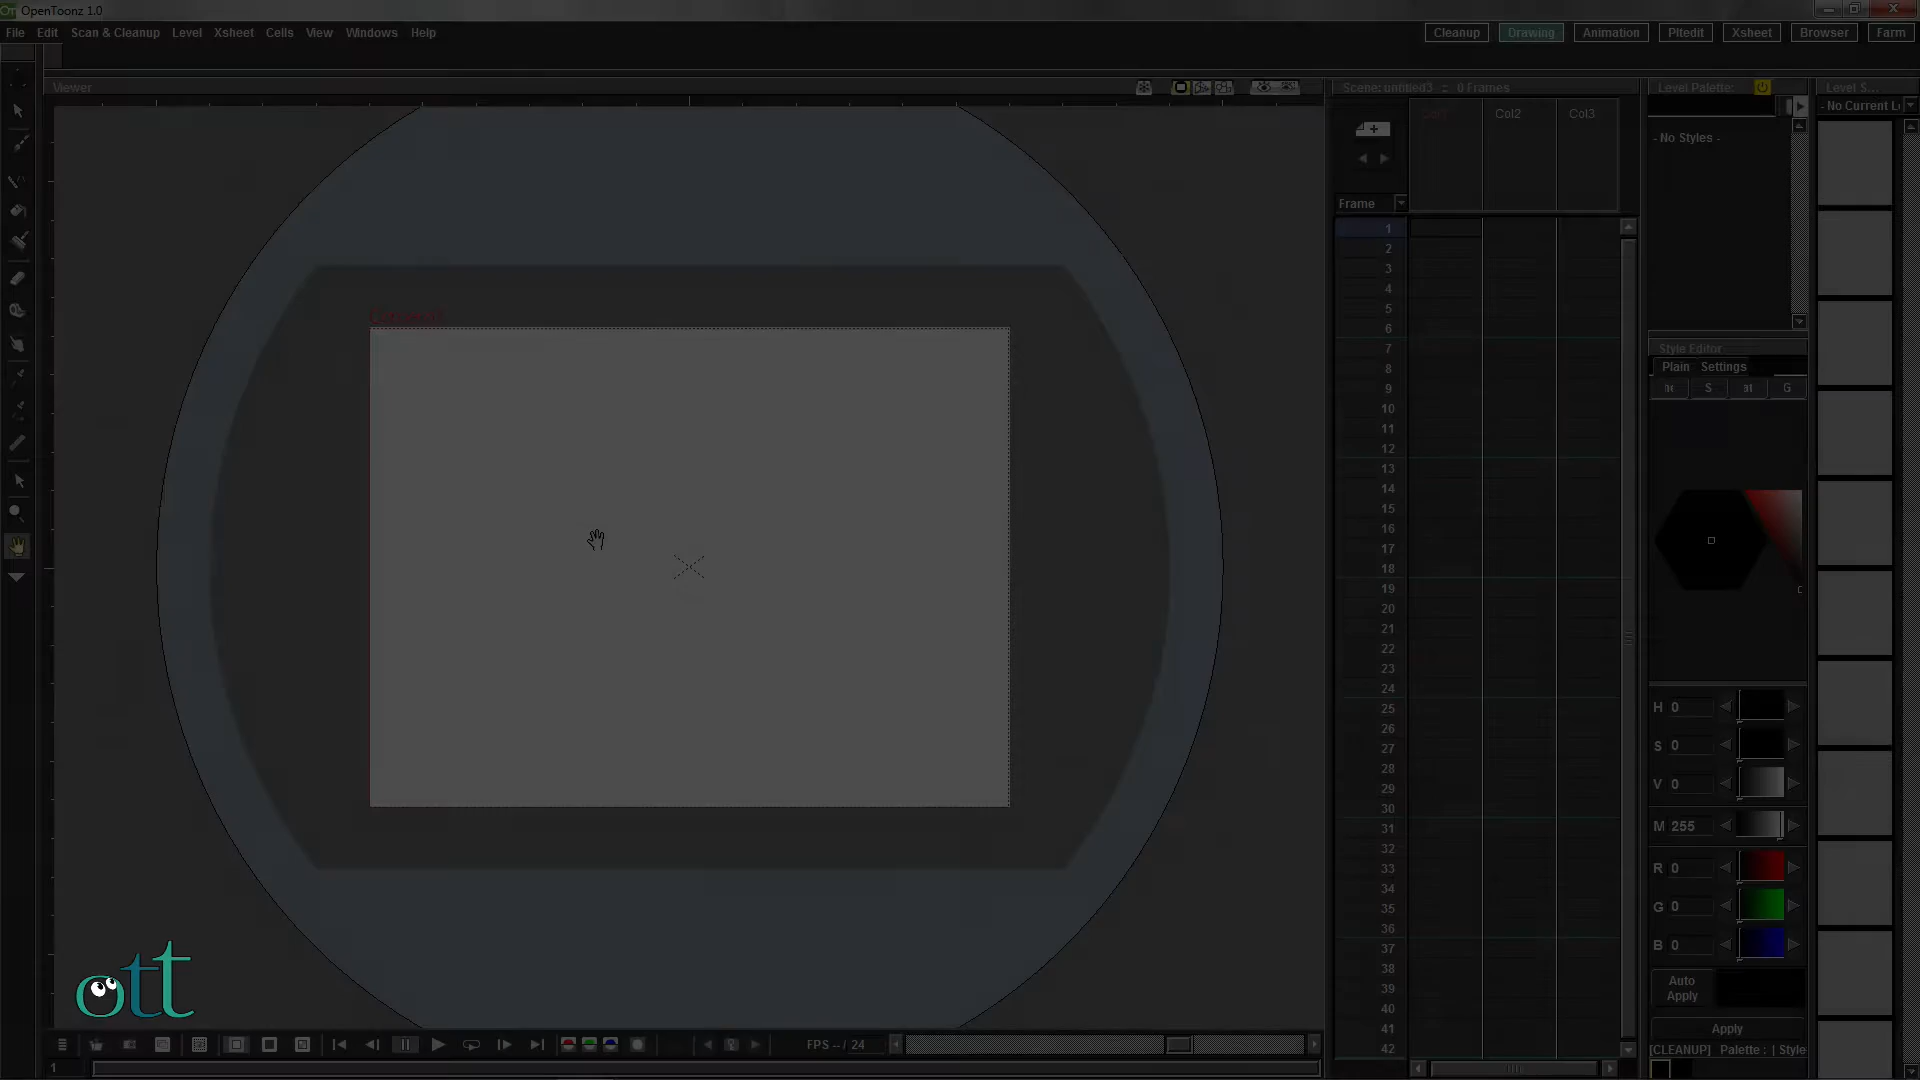 OpenToonz 1.0
File Edit Scan & Cleanup Level Xsheet Cells View Windows Help
Cleanup Drawing Animation Pltedit Xsheet Browser Farm
Viewer
Scene: untitled3 :: 0 Frames
Level Palette:
Level S...
- No Current L
Col1 Col2 Col3
- No Styles -
Frame
1
2
3
4
5
6
7
8
9
10
11
12
13
14
15
16
17
18
19
20
21
22
23
24
25
26
27
28
29
30
31
32
33
34
35
36
37
38
39
40
41
42
Style Editor
Plain Settings
S at G
H 0
S 0
V 0
M 255
R 0
G 0
B 0
Auto
Apply
Apply
[CLEANUP] Palette : | Style
ott
FPS -- / 24
1